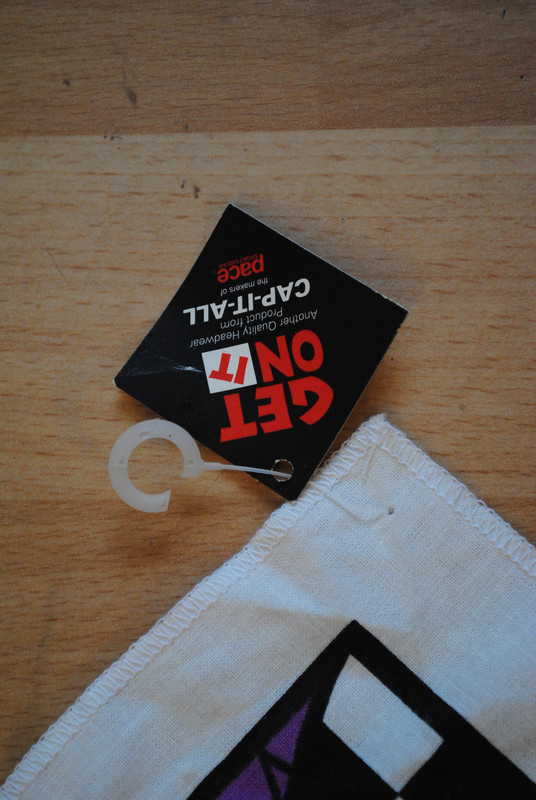 GET
ON IT
Another Quality Headwear
Product from
CAP-IT-ALL
the makers of
pace